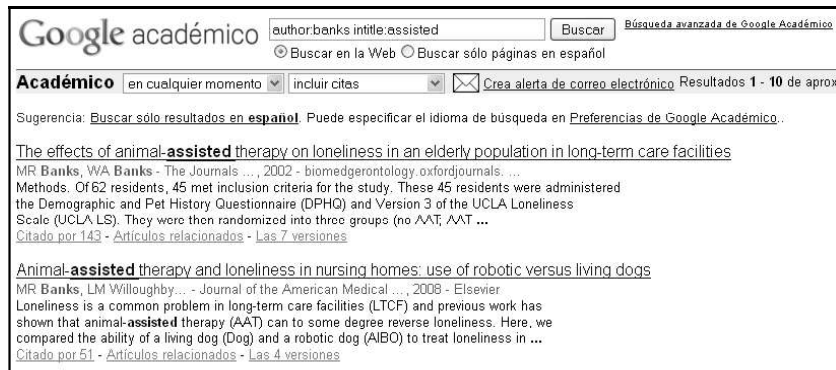 Google académico author:banks intitle:assisted Buscar Búsqueda avanzada de Google Académico
Buscar en la Web Buscar sólo páginas en español
Académico en cualquier momento incluir citas Crea alerta de correo electrónico Resultados 1 - 10 de aprox
Sugerencia: Buscar sólo resultados en español. Puede especificar el idioma de búsqueda en Preferencias de Google Académico..
The effects of animal-assisted therapy on loneliness in an elderly population in long-term care facilities
MR Banks, WA Banks - The Journals ..., 2002 - biomedgerontology.oxfordjournals. ...
Methods. Of 62 residents, 45 met inclusion criteria for the study. These 45 residents were administered
the Demographic and Pet History Questionnaire (DPHQ) and Version 3 of the UCLA Loneliness
Scale (UCLA LS). They were then randomized into three groups (no AAT; AAT ...
Citado por 143 - Artículos relacionados - Las 7 versiones
Animal-assisted therapy and loneliness in nursing homes: use of robotic versus living dogs
MR Banks, LM Willoughby... - Journal of the American Medical ..., 2008 - Elsevier
Loneliness is a common problem in long-term care facilities (LTCF) and previous work has
shown that animal-assisted therapy (AAT) can to some degree reverse loneliness. Here, we
compared the ability of a living dog (Dog) and a robotic dog (AIBO) to treat loneliness in ...
Citado por 51 - Artículos relacionados - Las 4 versiones